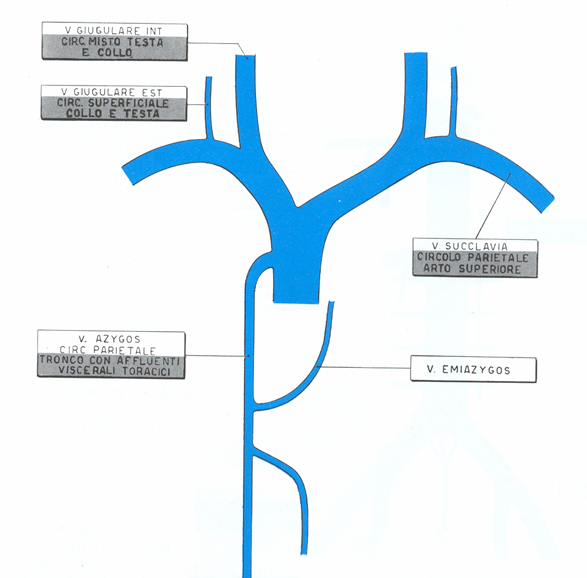 V GIUGULARE INT
CIRC MISTO TESTA
E COLLO
V GIUGULARE EST
CIRC. SUPERFICIALE
COLLO E TESTA
V. SUCCLAVIA
CIRCOLO PARIETALE
ARTO SUPERIORE
V. AZYGOS
CIRC PARIETALE
TRONCO CON AFFLUENTI
VISCERALI TORACICI
V. EMIAZYGOS